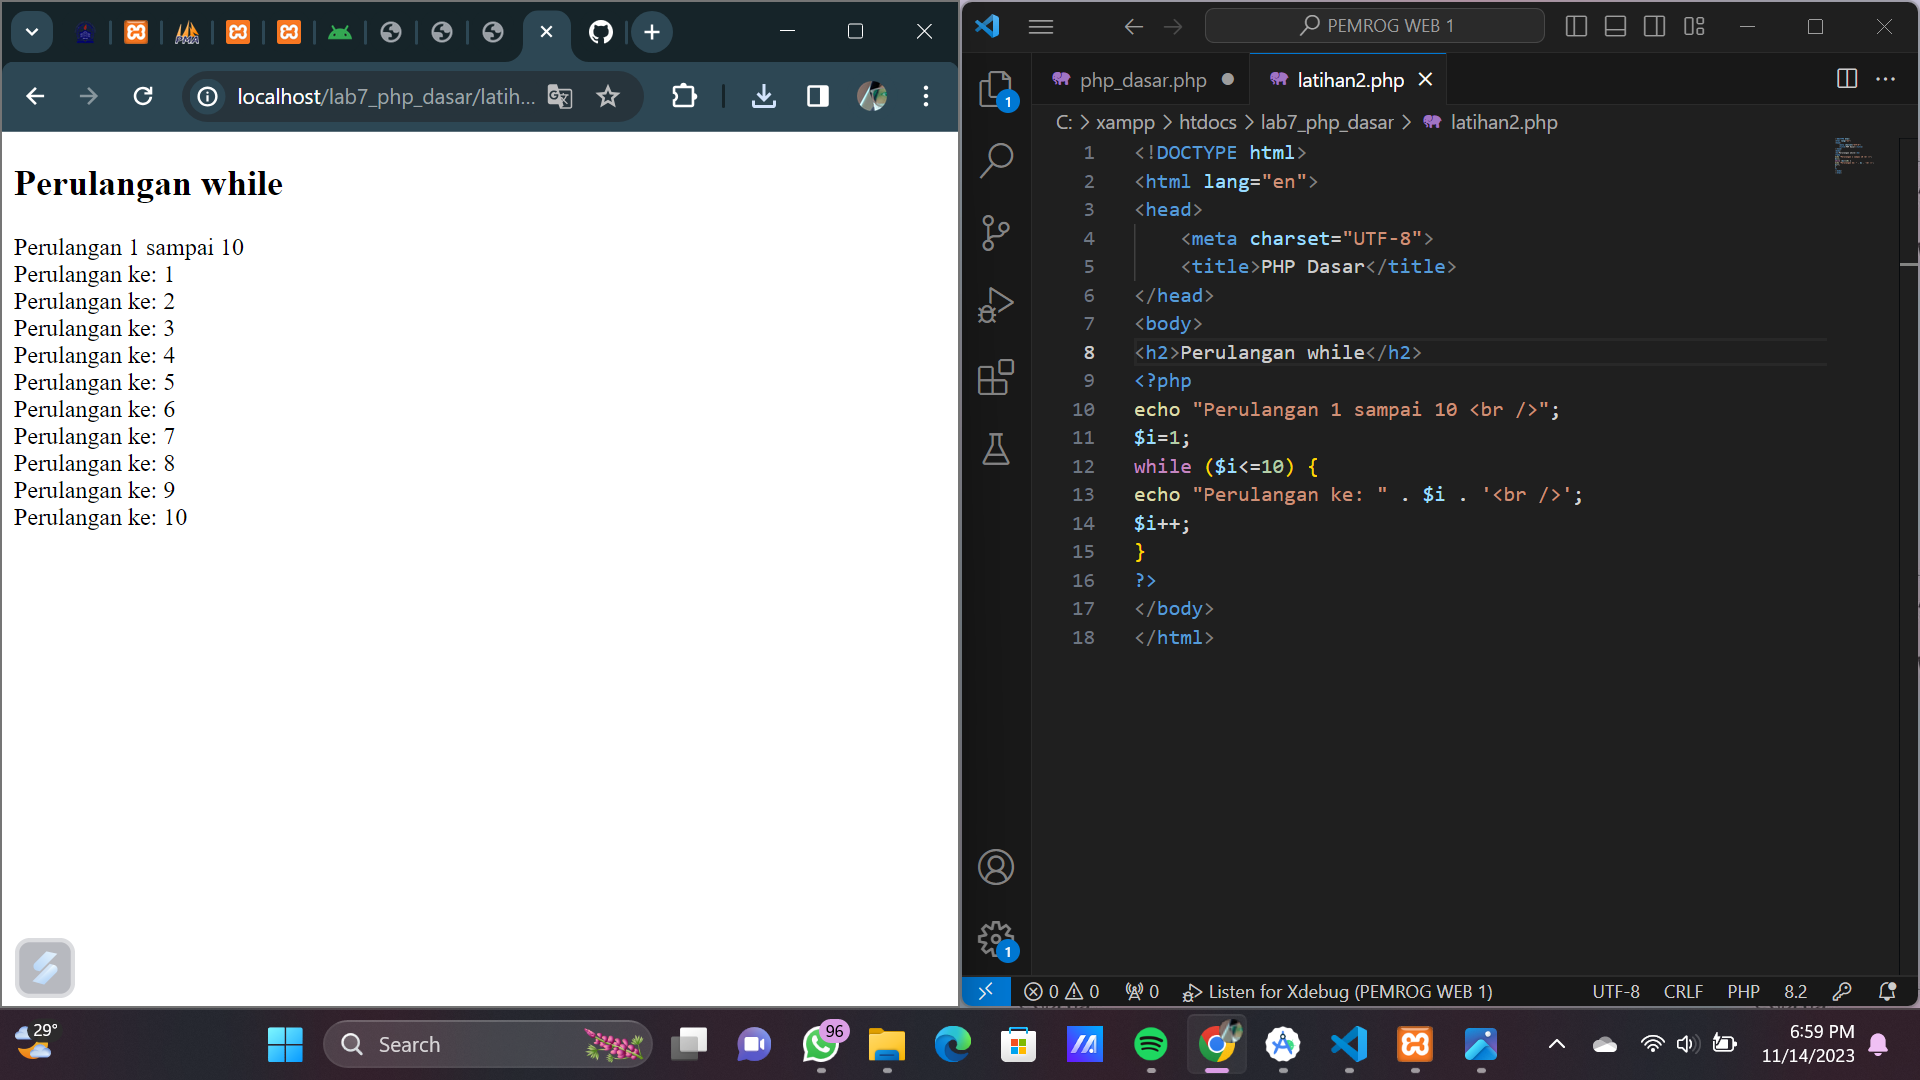 localhost/lab7_php_dasar/latih...
Perulangan while
Perulangan 1 sampai 10
Perulangan ke: 1
Perulangan ke: 2
Perulangan ke: 3
Perulangan ke: 4
Perulangan ke: 5
Perulangan ke: 6
Perulangan ke: 7
Perulangan ke: 8
Perulangan ke: 9
Perulangan ke: 10
PEMROG WEB 1
php_dasar.php
latihan2.php
C: > xampp > htdocs > lab7_php_dasar > latihan2.php
1 <!DOCTYPE html>
2 <html lang="en">
3 <head>
4 <meta charset="UTF-8">
5 <title>PHP Dasar</title>
6 </head>
7 <body>
8 <h2>Perulangan while</h2>
9 <?php
10 echo "Perulangan 1 sampai 10 <br />";
11 $i=1;
12 while ($i<=10) {
13 echo "Perulangan ke: " . $i . '<br />';
14 $i++;
15 }
16 ?>
17 </body>
18 </html>
1
1
0 0 0 Listen for Xdebug (PEMROG WEB 1) UTF-8 CRLF PHP 8.2
29°
Search
96
6:59 PM
11/14/2023